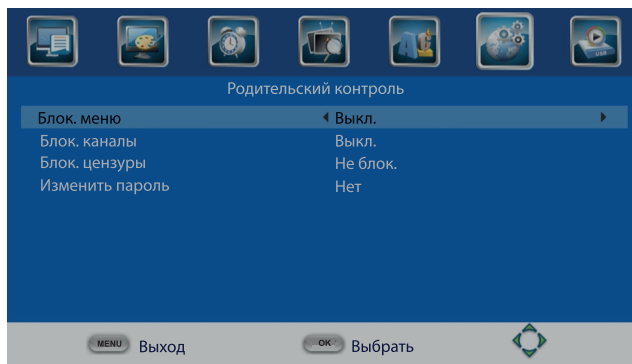 USB
Родительский контроль
Блок. меню Выкл.
Блок. каналы Выкл.
Блок. цензуры Не блок.
Изменить пароль Нет
MENU Выход OK Выбрать